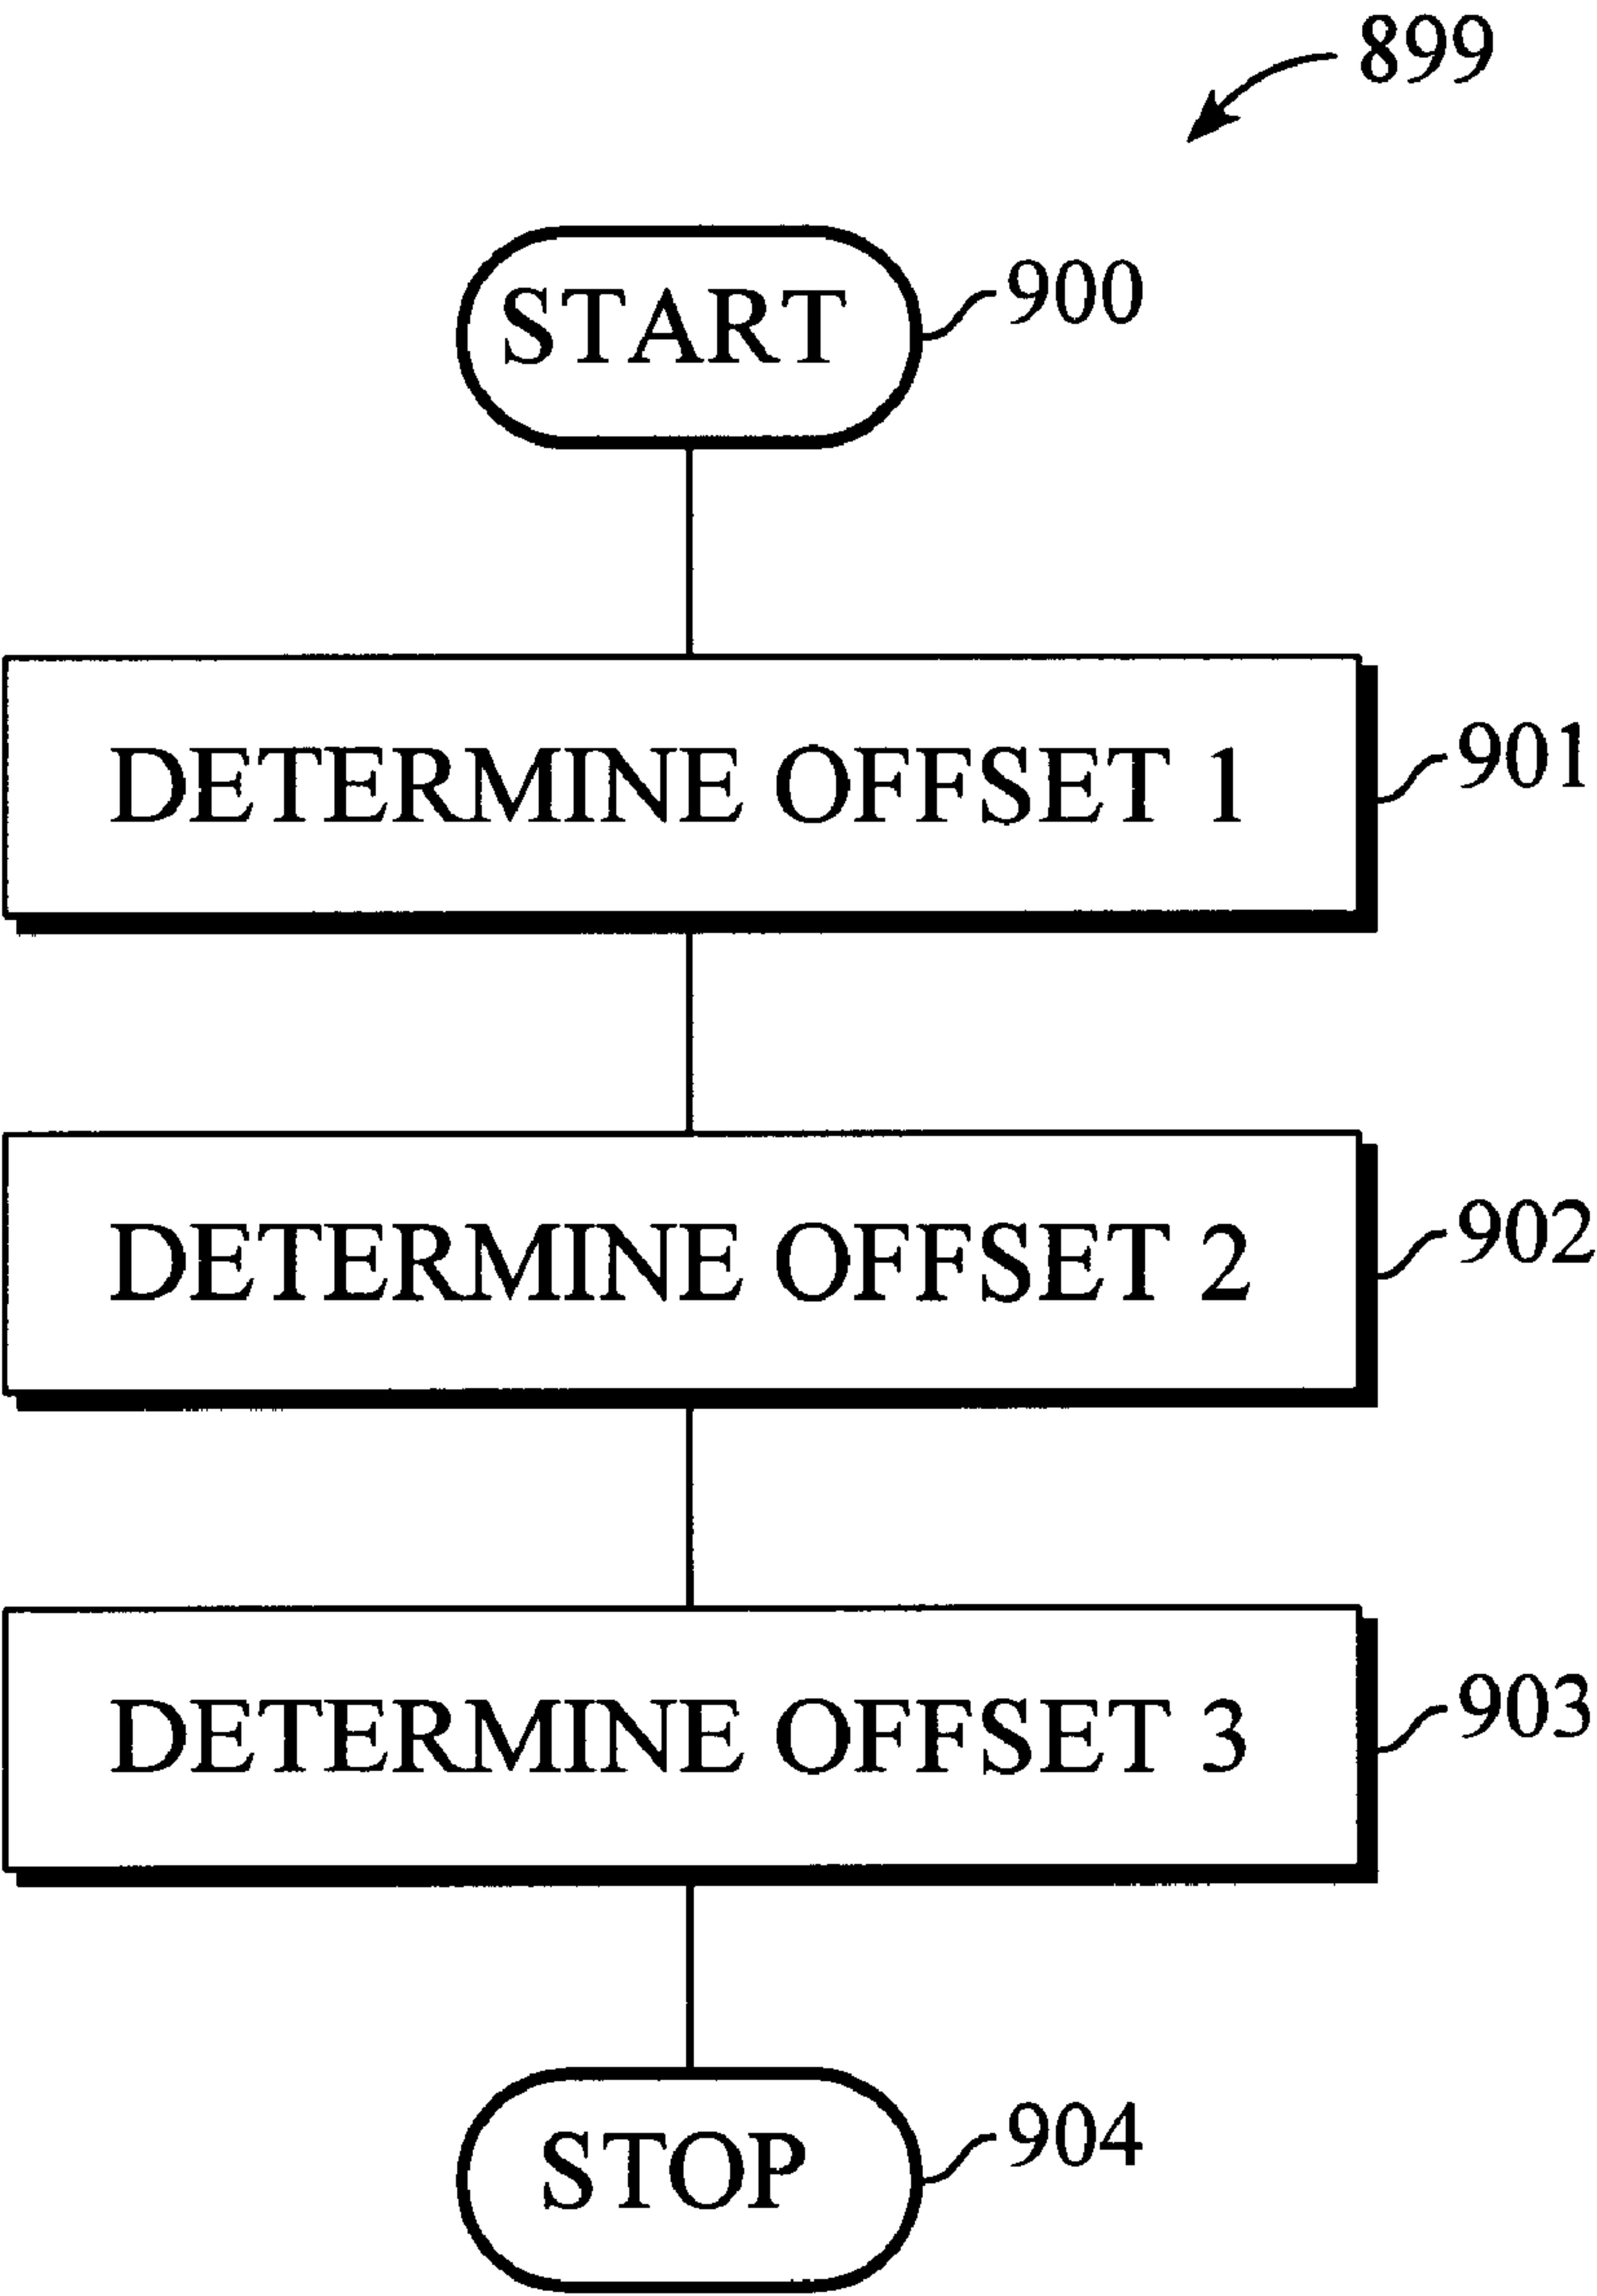 899
START
900
DETERMINE OFFSET 1
901
DETERMINE OFFSET 2
902
DETERMINE OFFSET 3
903
STOP
904